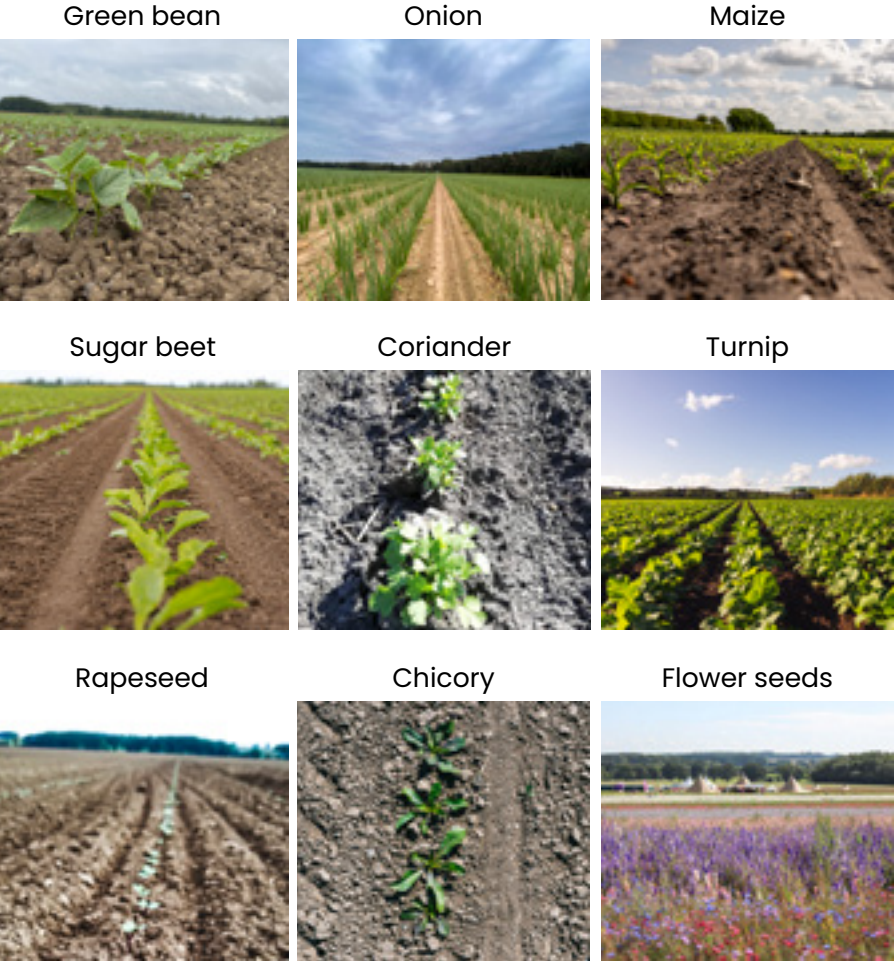 Green bean
Onion
Maize
Sugar beet
Coriander
Turnip
Rapeseed
Chicory
Flower seeds